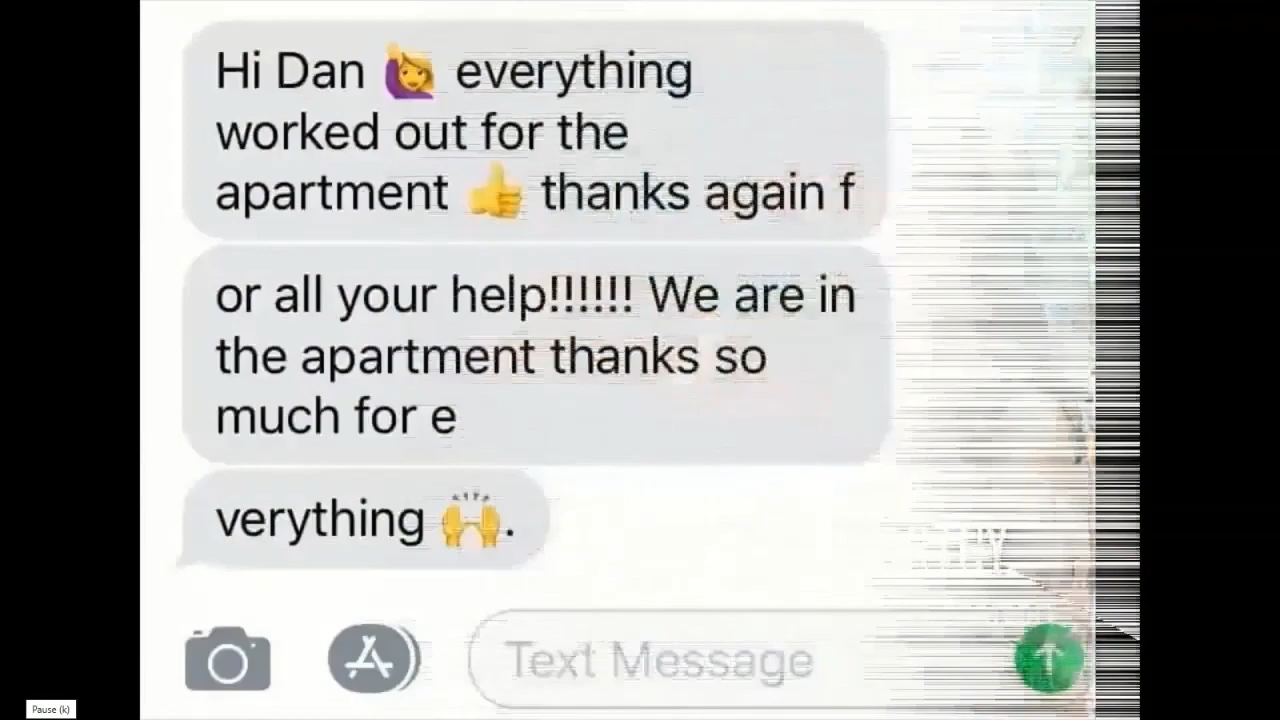 Hi Dan 🙋 everything
worked out for the
apartment 👍 thanks again f
or all your help!!!!!! We are in
the apartment thanks so
much for e
verything 🙌.
Text Message
Pause (k)